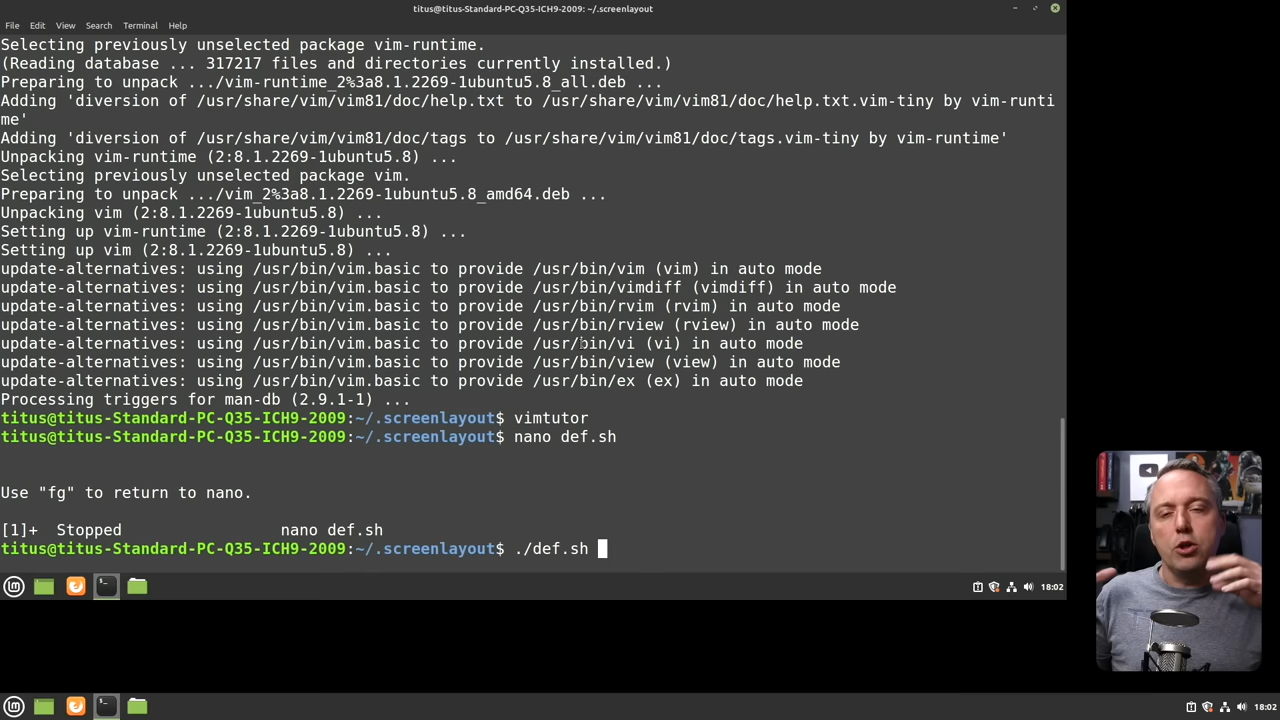 titus@titus-Standard-PC-Q35-ICH9-2009: ~/.screenlayout
File Edit View Search Terminal Help
Selecting previously unselected package vim-runtime.
(Reading database ... 317217 files and directories currently installed.)
Preparing to unpack .../vim-runtime_2%3a8.1.2269-1ubuntu5.8_all.deb ...
Adding 'diversion of /usr/share/vim/vim81/doc/help.txt to /usr/share/vim/vim81/doc/help.txt.vim-tiny by vim-runti
me'
Adding 'diversion of /usr/share/vim/vim81/doc/tags to /usr/share/vim/vim81/doc/tags.vim-tiny by vim-runtime'
Unpacking vim-runtime (2:8.1.2269-1ubuntu5.8) ...
Selecting previously unselected package vim.
Preparing to unpack .../vim_2%3a8.1.2269-1ubuntu5.8_amd64.deb ...
Unpacking vim (2:8.1.2269-1ubuntu5.8) ...
Setting up vim-runtime (2:8.1.2269-1ubuntu5.8) ...
Setting up vim (2:8.1.2269-1ubuntu5.8) ...
update-alternatives: using /usr/bin/vim.basic to provide /usr/bin/vim (vim) in auto mode
update-alternatives: using /usr/bin/vim.basic to provide /usr/bin/vimdiff (vimdiff) in auto mode
update-alternatives: using /usr/bin/vim.basic to provide /usr/bin/rvim (rvim) in auto mode
update-alternatives: using /usr/bin/vim.basic to provide /usr/bin/rview (rview) in auto mode
update-alternatives: using /usr/bin/vim.basic to provide /usr/bin/vi (vi) in auto mode
update-alternatives: using /usr/bin/vim.basic to provide /usr/bin/view (view) in auto mode
update-alternatives: using /usr/bin/vim.basic to provide /usr/bin/ex (ex) in auto mode
Processing triggers for man-db (2.9.1-1) ...
titus@titus-Standard-PC-Q35-ICH9-2009:~/.screenlayout$ vimtutor
titus@titus-Standard-PC-Q35-ICH9-2009:~/.screenlayout$ nano def.sh
Use "fg" to return to nano.
[1]+  Stopped                 nano def.sh
titus@titus-Standard-PC-Q35-ICH9-2009:~/.screenlayout$ ./def.sh
18:02
18:02